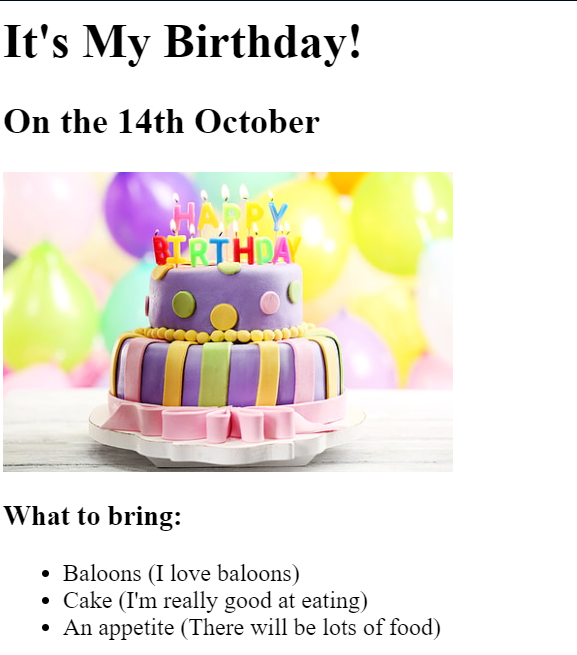 It's My Birthday!
On the 14th October
HAPPY
BIRTHDAY
What to bring:
Baloons (I love baloons)
Cake (I'm really good at eating)
An appetite (There will be lots of food)